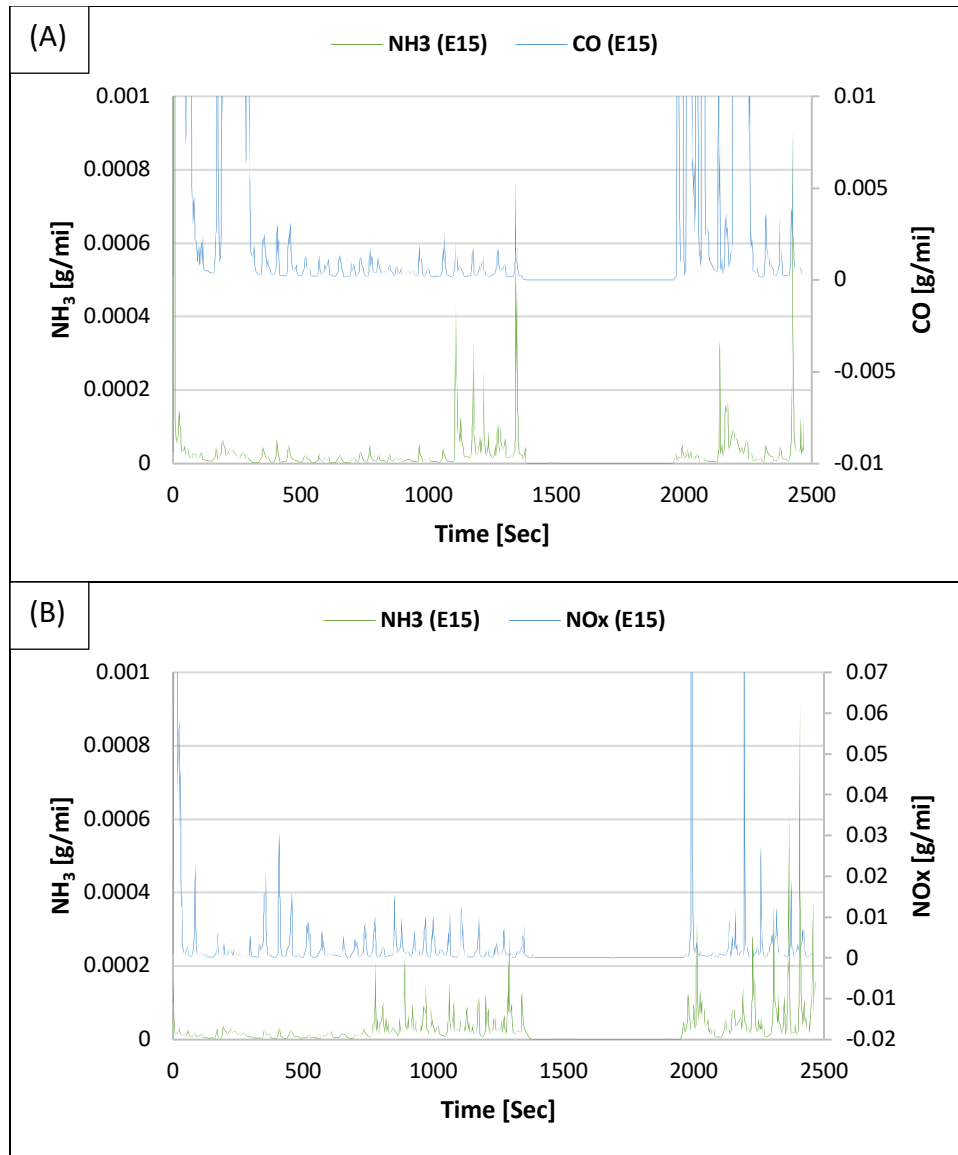 (A)
NH3 (E15) CO (E15)
0.001 0.01
0.0008
0.005
0.0006
0
0.0004
-0.005
0.0002
0 -0.01
0 500 1000 1500 2000 2500
NH₃ [g/mi]
CO [g/mi]
Time [Sec]
(B)
NH3 (E15) NOx (E15)
0.001 0.07
0.06
0.0008
0.05
0.04
0.0006
0.03
0.0004
0.02
0.01
0.0002
0
-0.01
0 -0.02
0 500 1000 1500 2000 2500
NH₃ [g/mi]
NOx [g/mi]
Time [Sec]